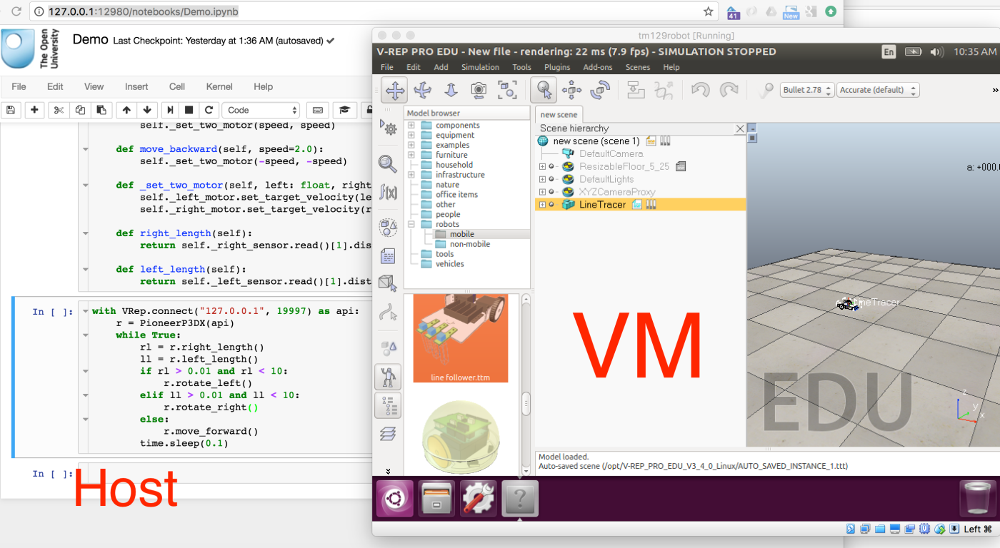 127.0.0.1:12980/notebooks/Demo.ipynb
41
New
The Open
University
Demo Last Checkpoint: Yesterday at 1:36 AM (autosaved)
File Edit View Insert Cell Kernel Help
Code
self._set_two_motor(speed, speed)
def move_backward(self, speed=2.0):
self._set_two_motor(-speed, -speed)
def _set_two_motor(self, left: float, right
self._left_motor.set_target_velocity(le
self._right_motor.set_target_velocity(r
def right_length(self):
return self._right_sensor.read()[1].dis
def left_length(self):
return self._left_sensor.read()[1].dist
In [ ]:
with VRep.connect("127.0.0.1", 19997) as api:
r = PioneerP3DX(api)
while True:
rl = r.right_length()
ll = r.left_length()
if rl > 0.01 and rl < 10:
r.rotate_left()
elif ll > 0.01 and ll < 10:
r.rotate_right()
else:
r.move_forward()
time.sleep(0.1)
In [ ]:
Host
tm129robot [Running]
V-REP PRO EDU - New file - rendering: 22 ms (7.9 fps) - SIMULATION STOPPED
En
10:35 AM
File Edit Add Simulation Tools Plugins Add-ons Scenes Help
Bullet 2.78
Accurate (default)
»
f(x)
Model browser
components
equipment
examples
furniture
household
infrastructure
nature
office items
other
people
robots
mobile
non-mobile
tools
vehicles
line follower.ttm
new scene
Scene hierarchy
new scene (scene 1)
DefaultCamera
ResizableFloor_5_25
DefaultLights
XYZCameraProxy
LineTracer
VM
a: +000.0
LineTracer
EDU
z
y
x
Model loaded.
Auto-saved scene (/opt/V-REP_PRO_EDU_V3_4_0_Linux/AUTO_SAVED_INSTANCE_1.ttt)
?
Left ⌘